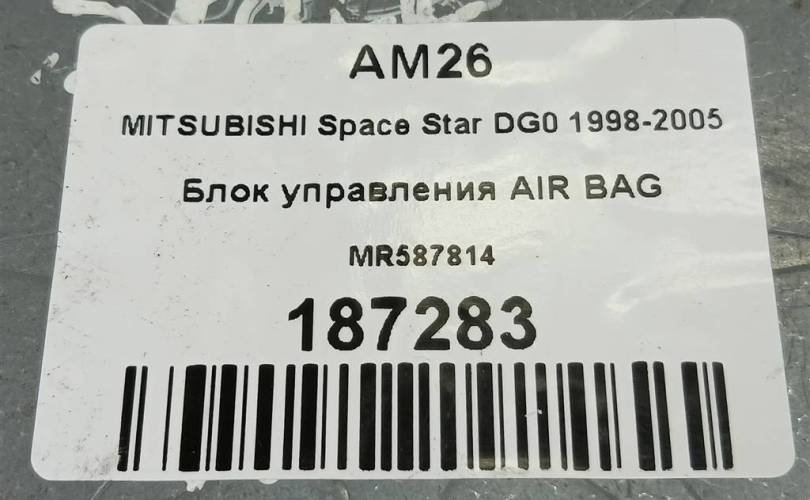 AM26
MITSUBISHI Space Star DG0 1998-2005
Блок управления AIR BAG
MR587814
187283